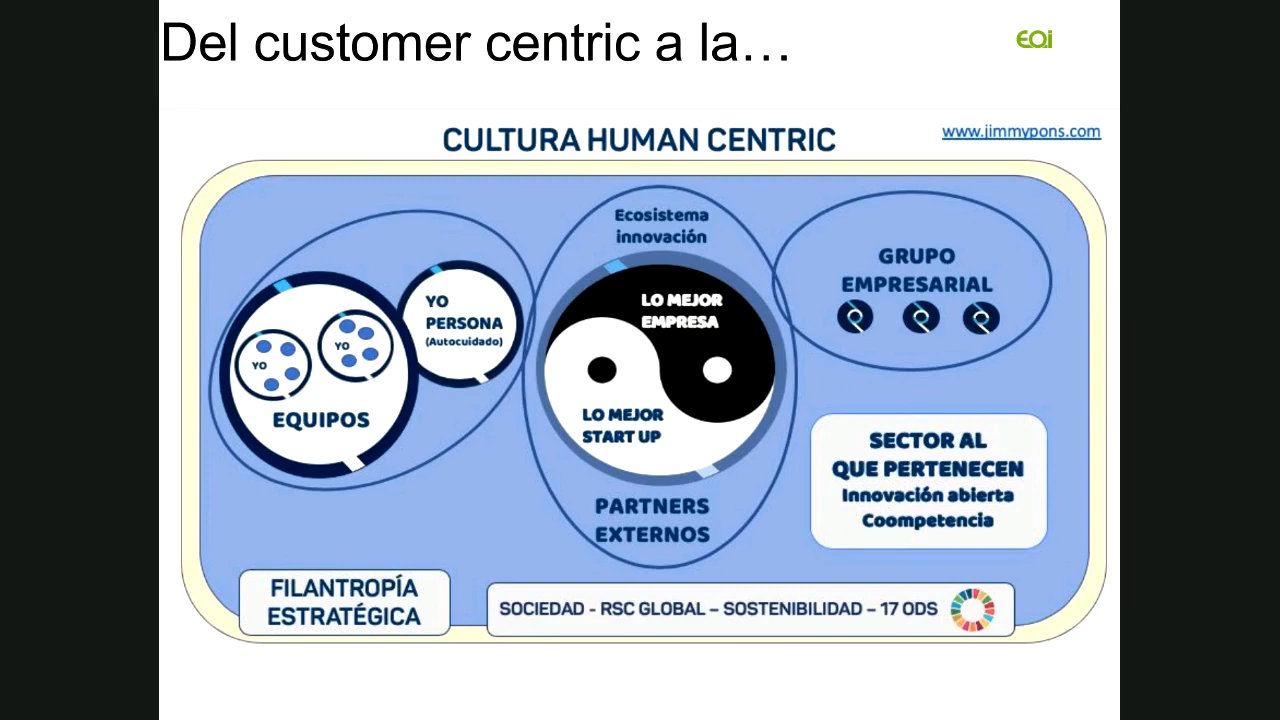 Del customer centric a la…
EOi
CULTURA HUMAN CENTRIC
www.jimmypons.com
Ecosistema
innovación
GRUPO
EMPRESARIAL
YO
PERSONA
(Autocuidado)
LO MEJOR
EMPRESA
YO
YO
EQUIPOS
LO MEJOR
START UP
SECTOR AL
QUE PERTENECEN
Innovación abierta
Coompetencia
PARTNERS
EXTERNOS
FILANTROPÍA
ESTRATÉGICA
SOCIEDAD - RSC GLOBAL – SOSTENIBILIDAD – 17 ODS